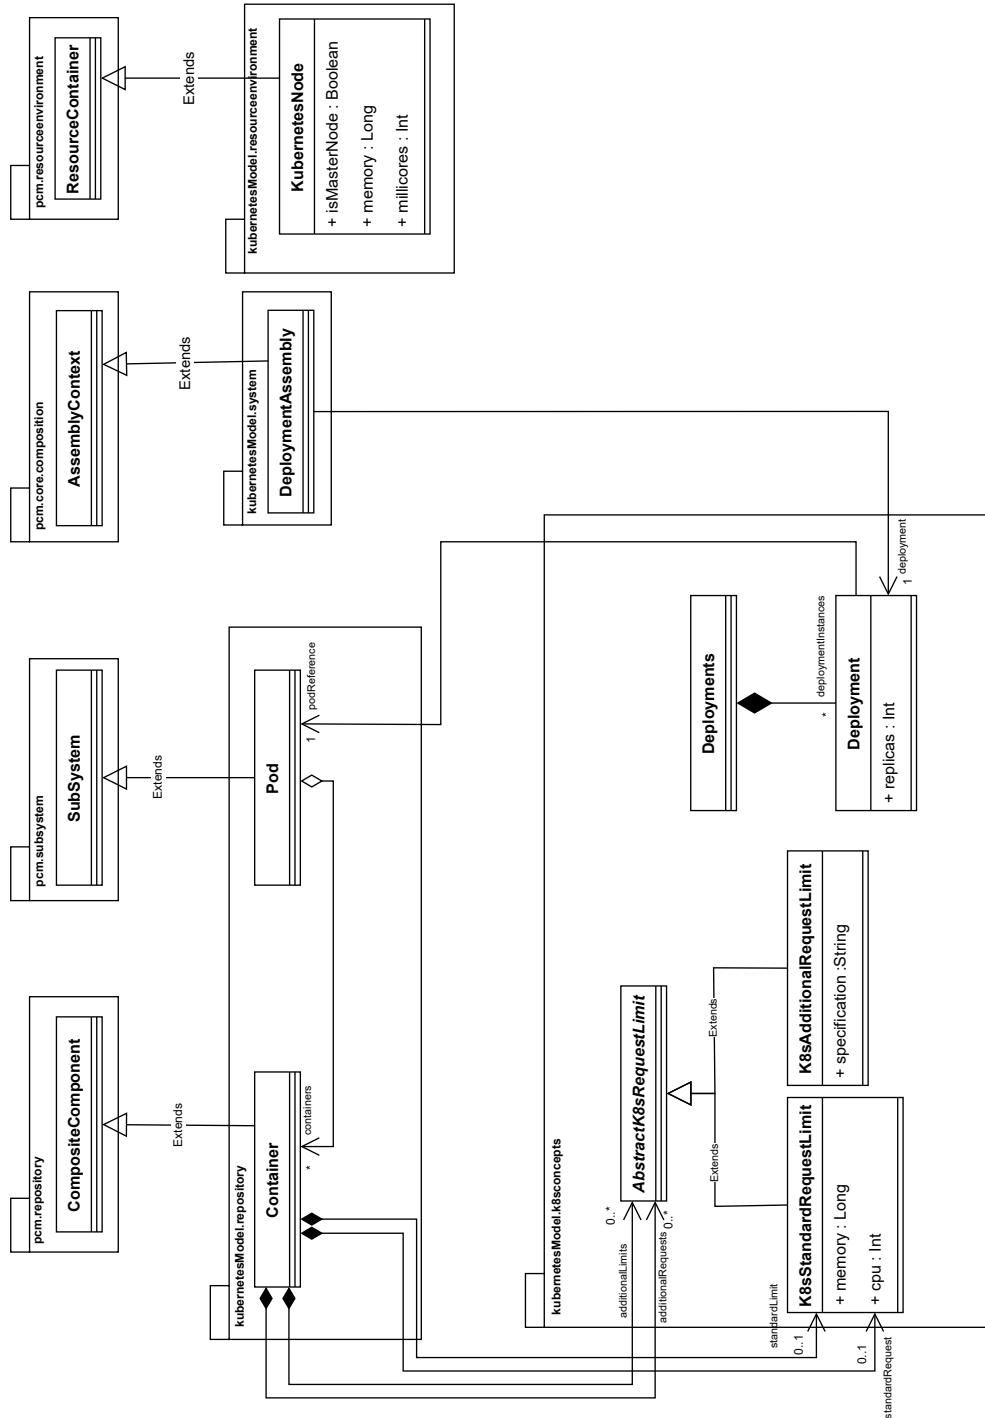 pcm.repository
CompositeComponent
pcm.subsystem
SubSystem
pcm.core.composition
AssemblyContext
pcm.resourceenvironment
ResourceContainer
Extends
Extends
Extends
Extends
kubernetesModel.repository
Container
Pod
containers
*
podReference
1
kubernetesModel.system
DeploymentAssembly
kubernetesModel.resourceenvironment
KubernetesNode
+ isMasterNode : Boolean
+ memory : Long
+ millicores : Int
kubernetesModel.k8sconcepts
additionalLimits
0..*
additionalRequests
0..*
AbstractK8sRequestLimit
Extends
Extends
standardLimit
0..1
K8sStandardRequestLimit
+ memory : Long
+ cpu : Int
0..1
standardRequest
K8sAdditionalRequestLimit
+ specification :String
Deployments
*
deploymentInstances
Deployment
+ replicas : Int
1
deployment